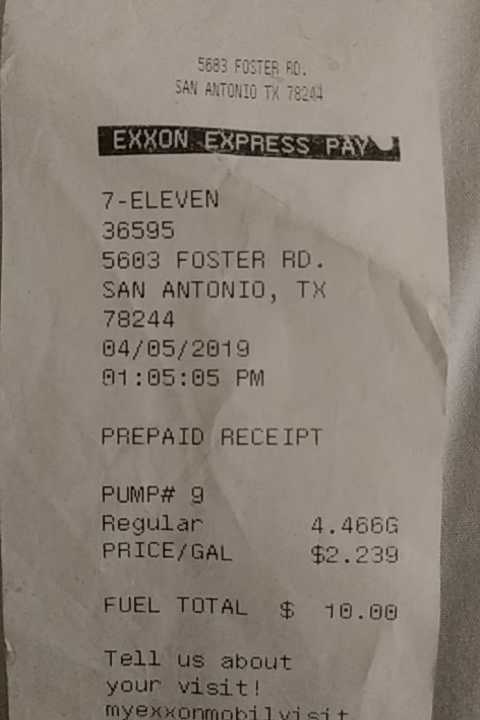 5603 FOSTER RD.
SAN ANTONIO TX 78244
EXXON EXPRESS PAY
7-ELEVEN
36595
5603 FOSTER RD.
SAN ANTONIO, TX
78244
04/05/2019
01:05:05 PM
PREPAID RECEIPT
PUMP# 9
Regular 4.466G
PRICE/GAL $2.239
FUEL TOTAL $ 10.00
Tell us about
your visit!
myexxonmobilvisit